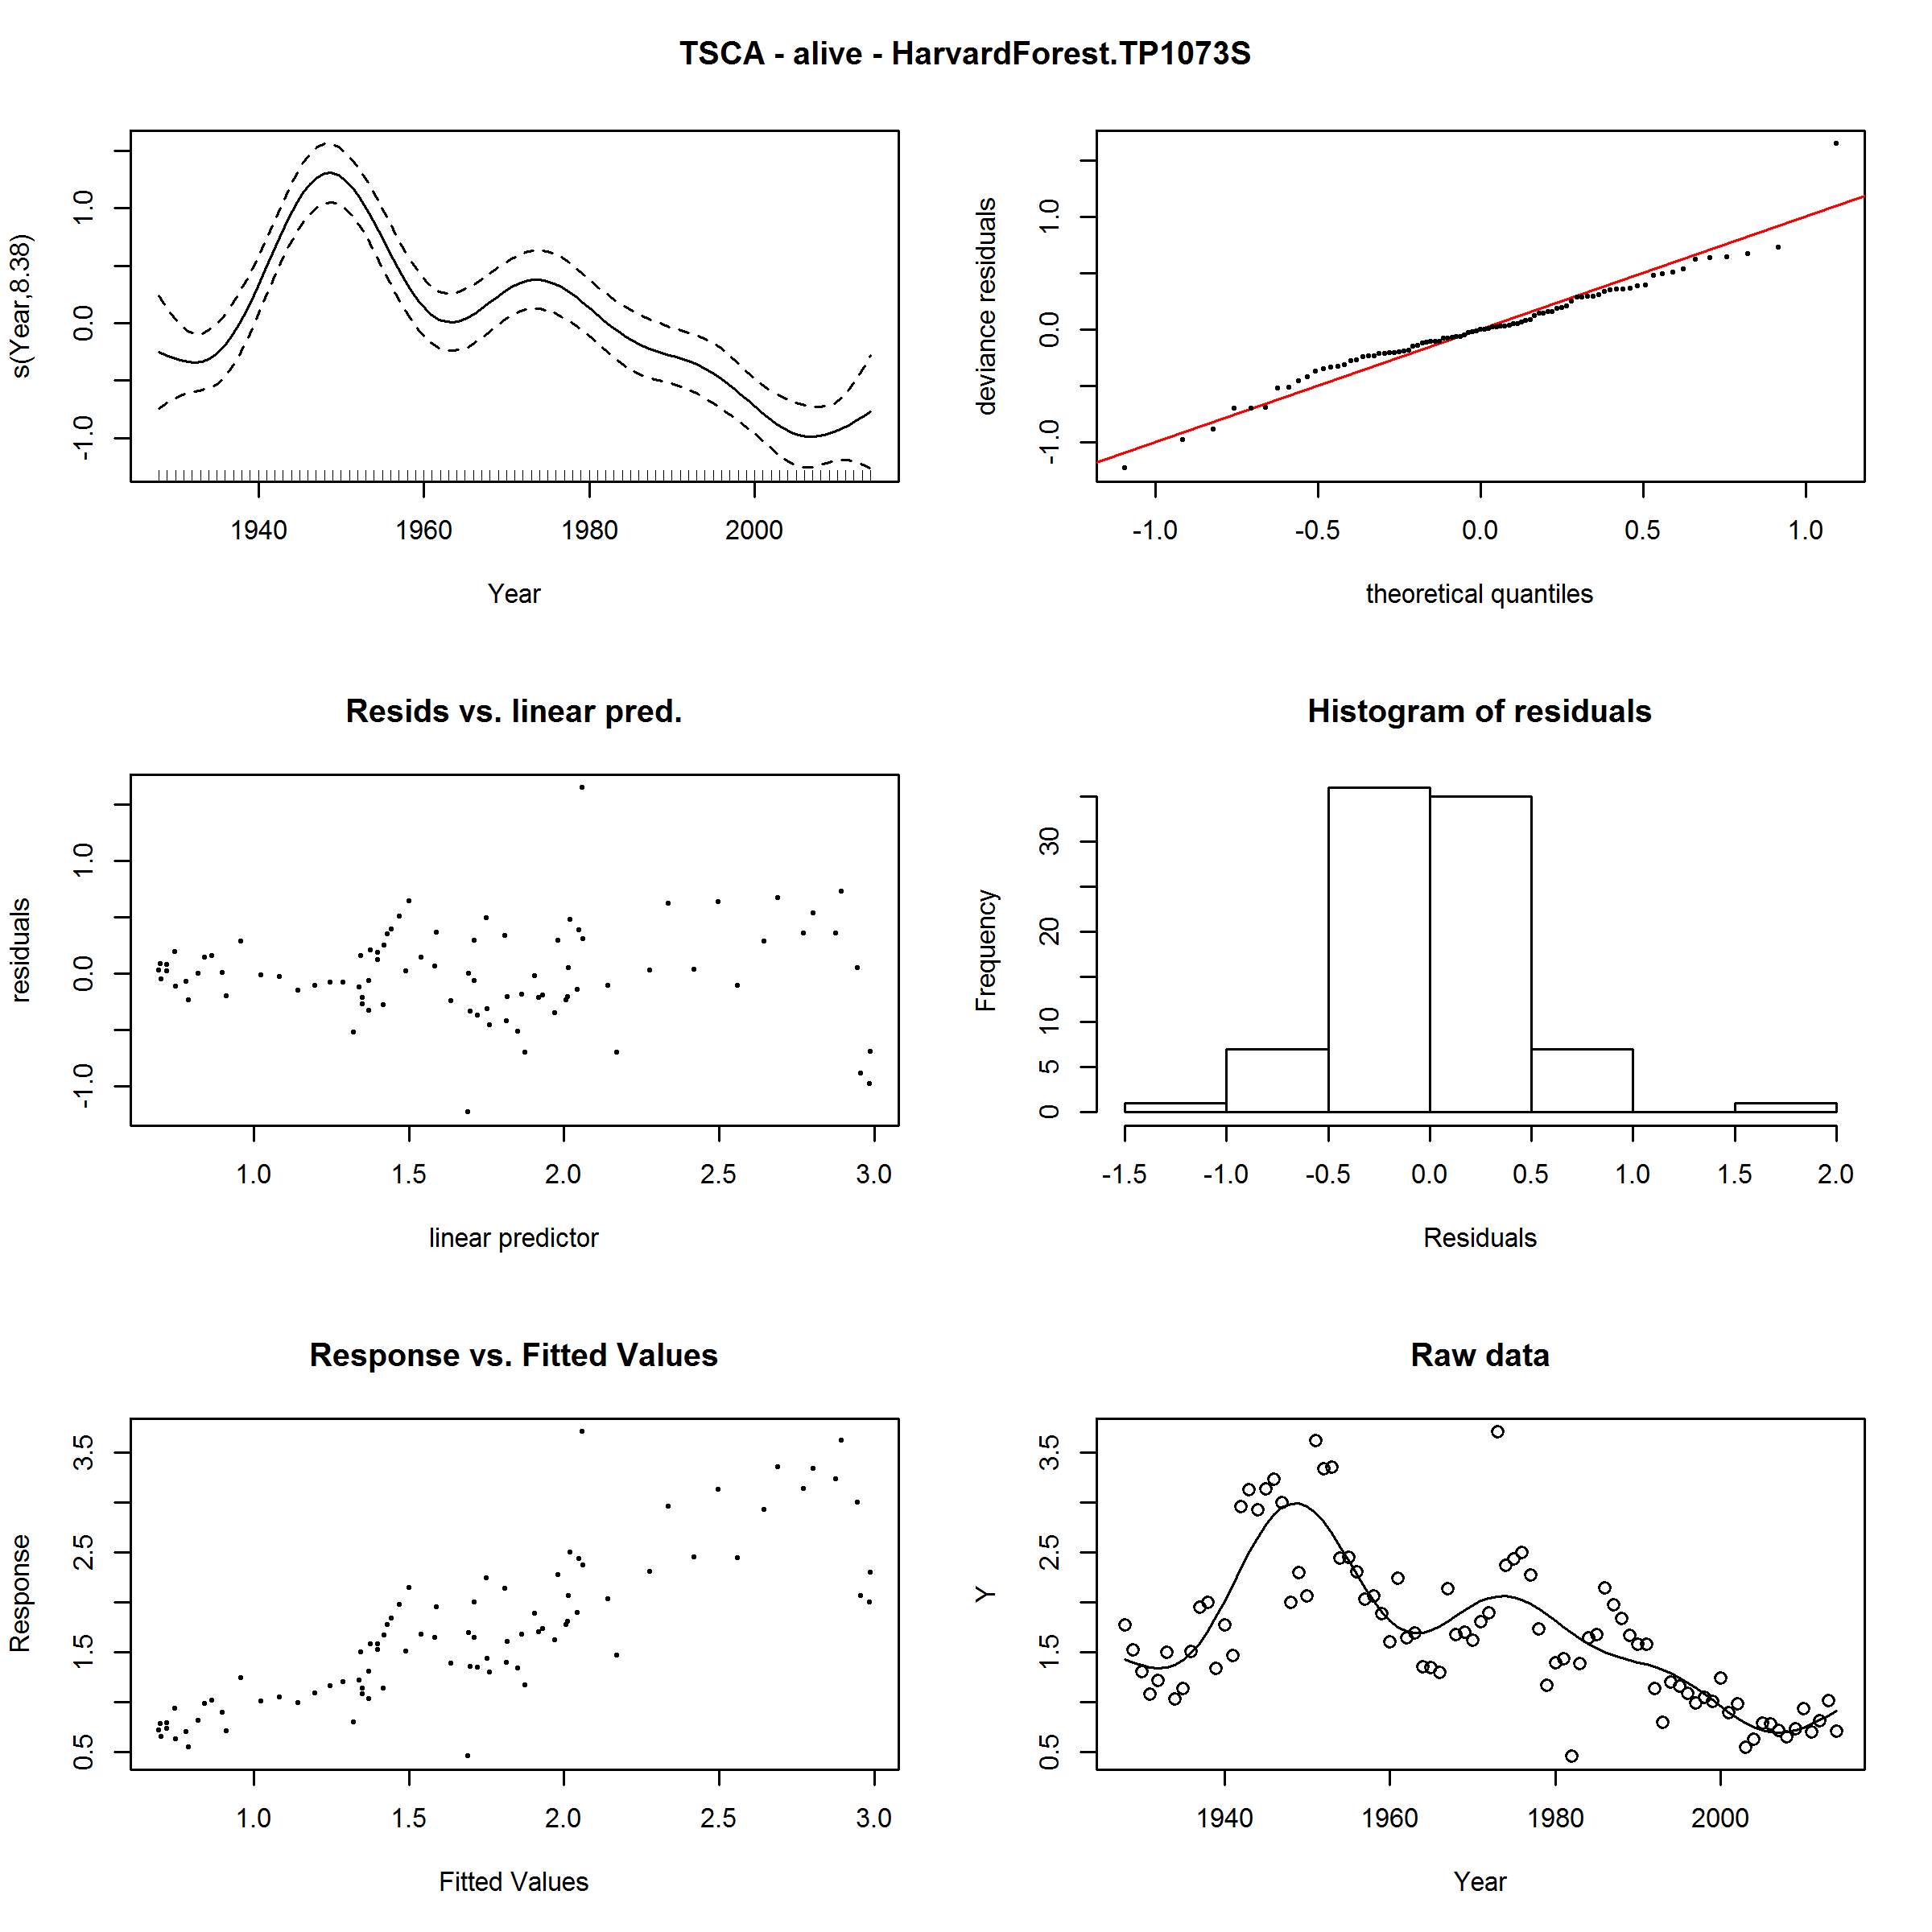 TSCA - alive - HarvardForest.TP1073S
s(Year,8.38)
1.0
0.0
-1.0
1940 1960 1980 2000
Year
deviance residuals
1.0
0.0
-1.0
-1.0 -0.5 0.0 0.5 1.0
theoretical quantiles
Resids vs. linear pred.
residuals
1.0
0.0
-1.0
1.0 1.5 2.0 2.5 3.0
linear predictor
Histogram of residuals
Frequency
30
20
10
5
0
-1.5 -1.0 -0.5 0.0 0.5 1.0 1.5 2.0
Residuals
Response vs. Fitted Values
Response
3.5
2.5
1.5
0.5
1.0 1.5 2.0 2.5 3.0
Fitted Values
Raw data
Y
3.5
2.5
1.5
0.5
1940 1960 1980 2000
Year